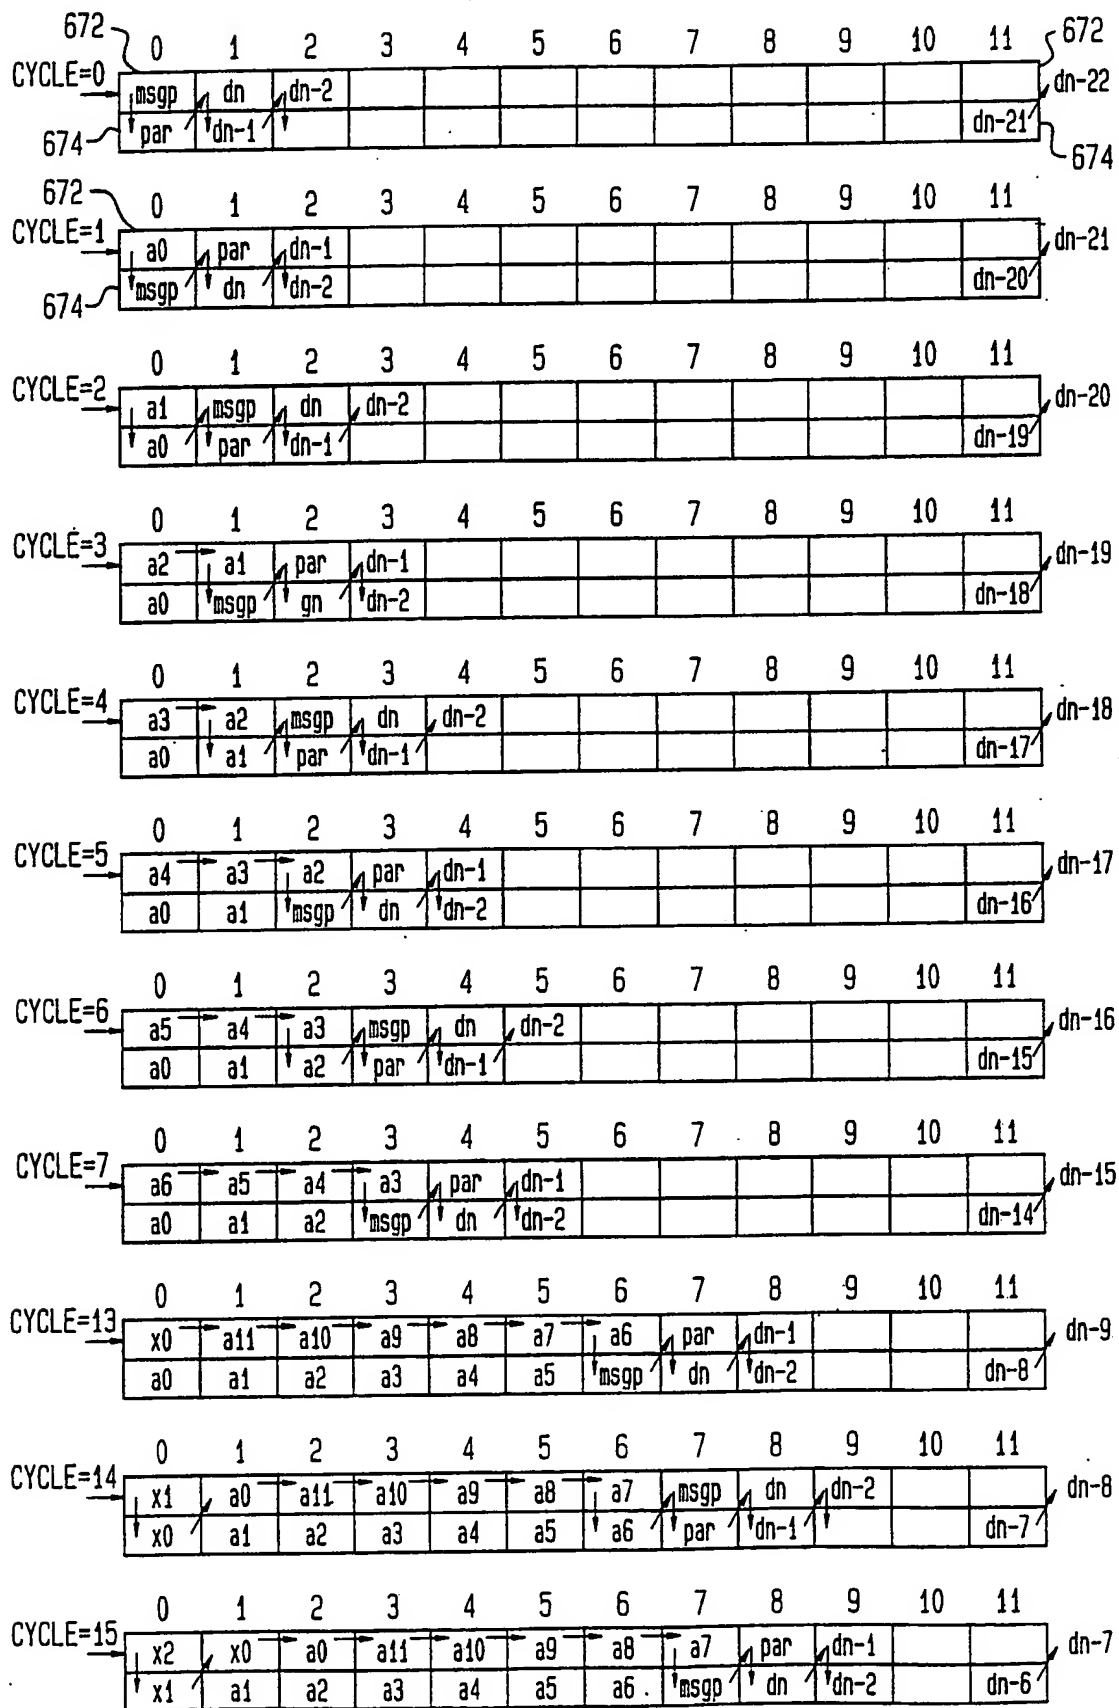 672 0 1 2 3 4 5 6 7 8 9 10 11 672
CYCLE=0 msgp dn dn-2 dn-22
674 par dn-1 dn-21 674
672 0 1 2 3 4 5 6 7 8 9 10 11
CYCLE=1 a0 par dn-1 dn-21
674 msgp dn dn-2 dn-20
0 1 2 3 4 5 6 7 8 9 10 11
CYCLE=2 a1 msgp dn dn-2 dn-20
a0 par dn-1 dn-19
0 1 2 3 4 5 6 7 8 9 10 11
CYCLE=3 a2 a1 par dn-1 dn-19
a0 msgp gn dn-2 dn-18
0 1 2 3 4 5 6 7 8 9 10 11
CYCLE=4 a3 a2 msgp dn dn-2 dn-18
a0 a1 par dn-1 dn-17
0 1 2 3 4 5 6 7 8 9 10 11
CYCLE=5 a4 a3 a2 par dn-1 dn-17
a0 a1 msgp dn dn-2 dn-16
0 1 2 3 4 5 6 7 8 9 10 11
CYCLE=6 a5 a4 a3 msgp dn dn-2 dn-16
a0 a1 a2 par dn-1 dn-15
0 1 2 3 4 5 6 7 8 9 10 11
CYCLE=7 a6 a5 a4 a3 par dn-1 dn-15
a0 a1 a2 msgp dn dn-2 dn-14
0 1 2 3 4 5 6 7 8 9 10 11
CYCLE=13 x0 a11 a10 a9 a8 a7 a6 par dn-1 dn-9
a0 a1 a2 a3 a4 a5 msgp dn dn-2 dn-8
0 1 2 3 4 5 6 7 8 9 10 11
CYCLE=14 x1 a0 a11 a10 a9 a8 a7 msgp dn dn-2 dn-8
x0 a1 a2 a3 a4 a5 a6 par dn-1 dn-7
0 1 2 3 4 5 6 7 8 9 10 11
CYCLE=15 x2 x0 a0 a11 a10 a9 a8 a7 par dn-1 dn-7
x1 a1 a2 a3 a4 a5 a6 msgp dn dn-2 dn-6